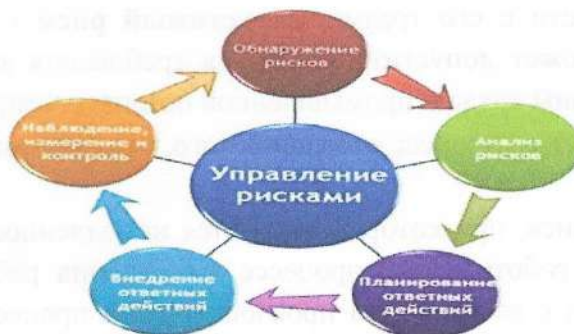 Обнаружение
рисков
Наблюдение,
измерение и
контроль
Анализ
рисков
Управление
рисками
Внедрение
ответных
действий
Планирование
ответных
действий